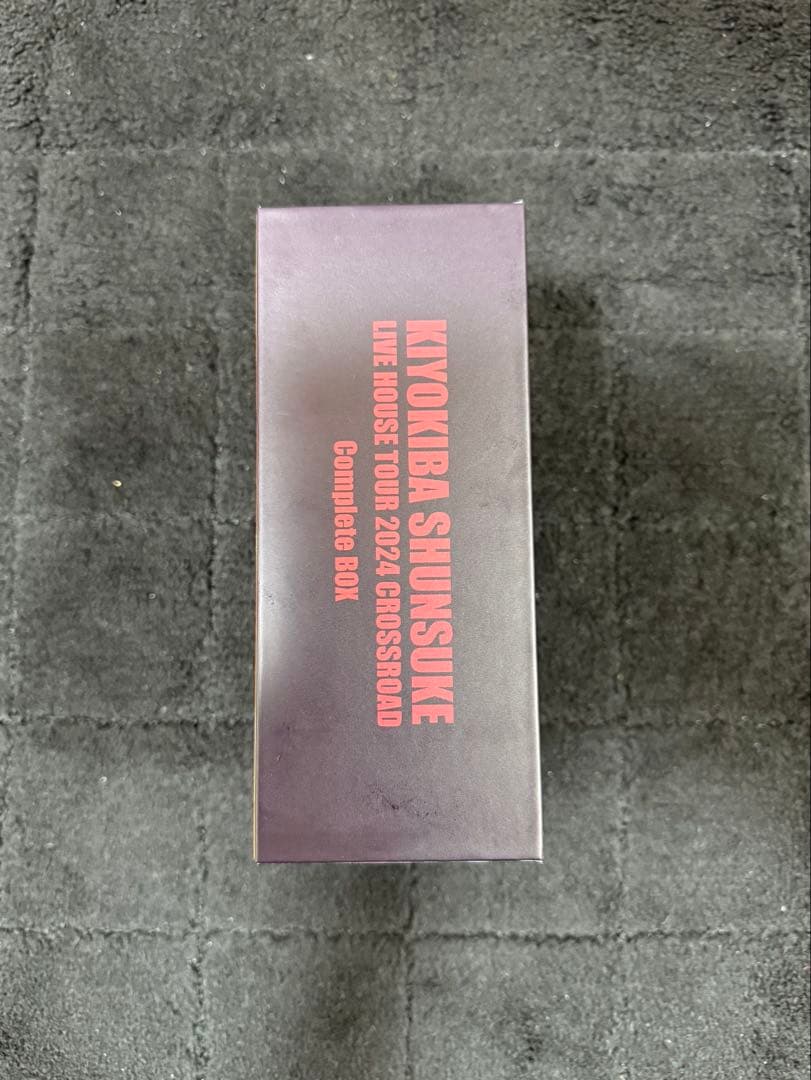 KIYOKIBA SHUNSUKE
LIVE HOUSE TOUR 2024 CROSSROAD
Complete BOX